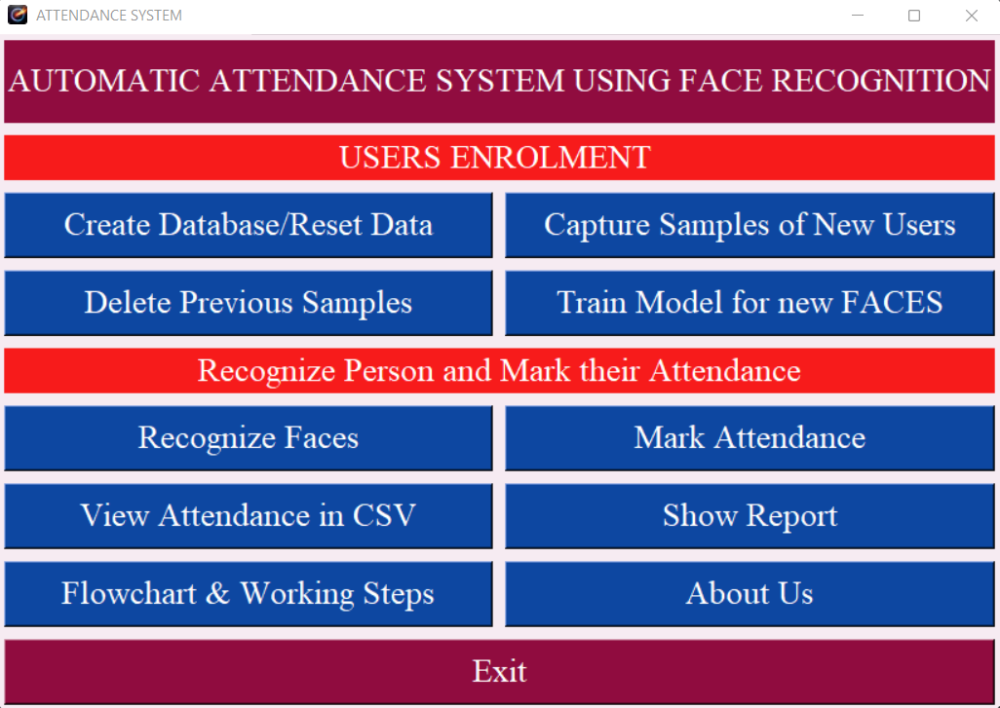 ATTENDANCE SYSTEM
AUTOMATIC ATTENDANCE SYSTEM USING FACE RECOGNITION
USERS ENROLMENT
Create Database/Reset Data
Capture Samples of New Users
Delete Previous Samples
Train Model for new FACES
Recognize Person and Mark their Attendance
Recognize Faces
Mark Attendance
View Attendance in CSV
Show Report
Flowchart & Working Steps
About Us
Exit